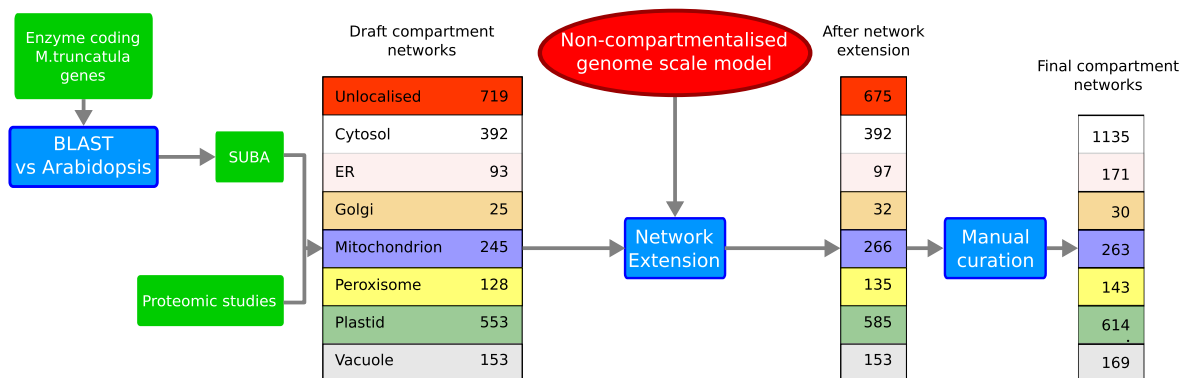 Enzyme coding
M.truncatula
genes
BLAST
vs Arabidopsis
SUBA
Proteomic studies
Draft compartment
networks
Unlocalised 719
Cytosol 392
ER 93
Golgi 25
Mitochondrion 245
Peroxisome 128
Plastid 553
Vacuole 153
Non-compartmentalised
genome scale model
Network
Extension
After network
extension
675
392
97
32
266
135
585
153
Manual
curation
Final compartment
networks
1135
171
30
263
143
614
169